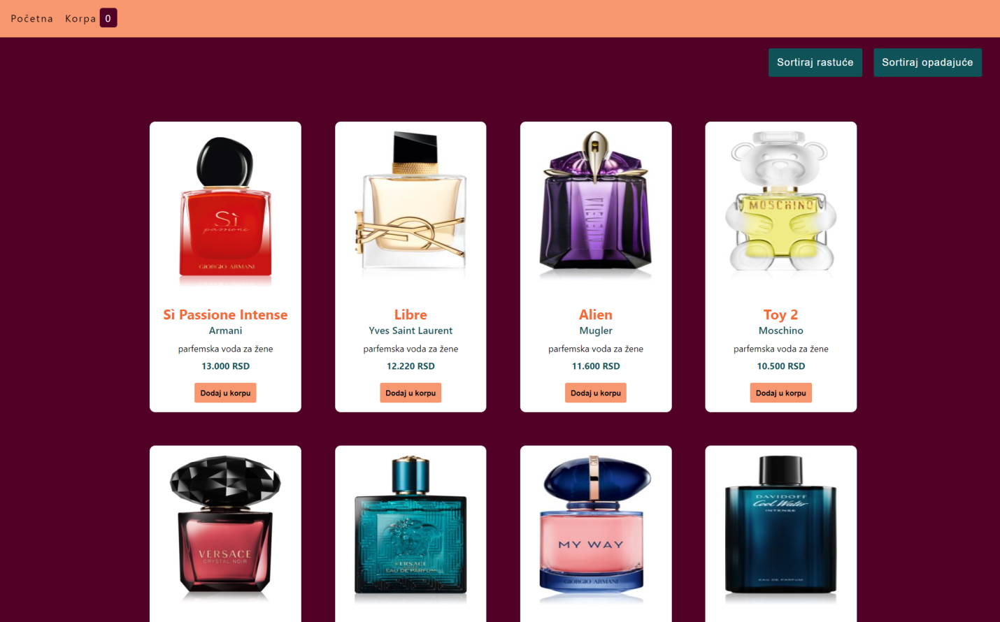 Početna Korpa 0
Sortiraj rastuće Sortiraj opadajuće
Sì
passione
GIORGIO ARMANI
ALIEN
MOSCHINO
Sì Passione Intense
Armani
parfemska voda za žene
13.000 RSD
Dodaj u korpu
Libre
Yves Saint Laurent
parfemska voda za žene
12.220 RSD
Dodaj u korpu
Alien
Mugler
parfemska voda za žene
11.600 RSD
Dodaj u korpu
Toy 2
Moschino
parfemska voda za žene
10.500 RSD
Dodaj u korpu
VERSACE
CRYSTAL NOIR
VERSACE
EAU DE PARFUM
MY WAY
GIORGIO ARMANI
DAVIDOFF
Cool Water
INTENSE
EAU DE PARFUM